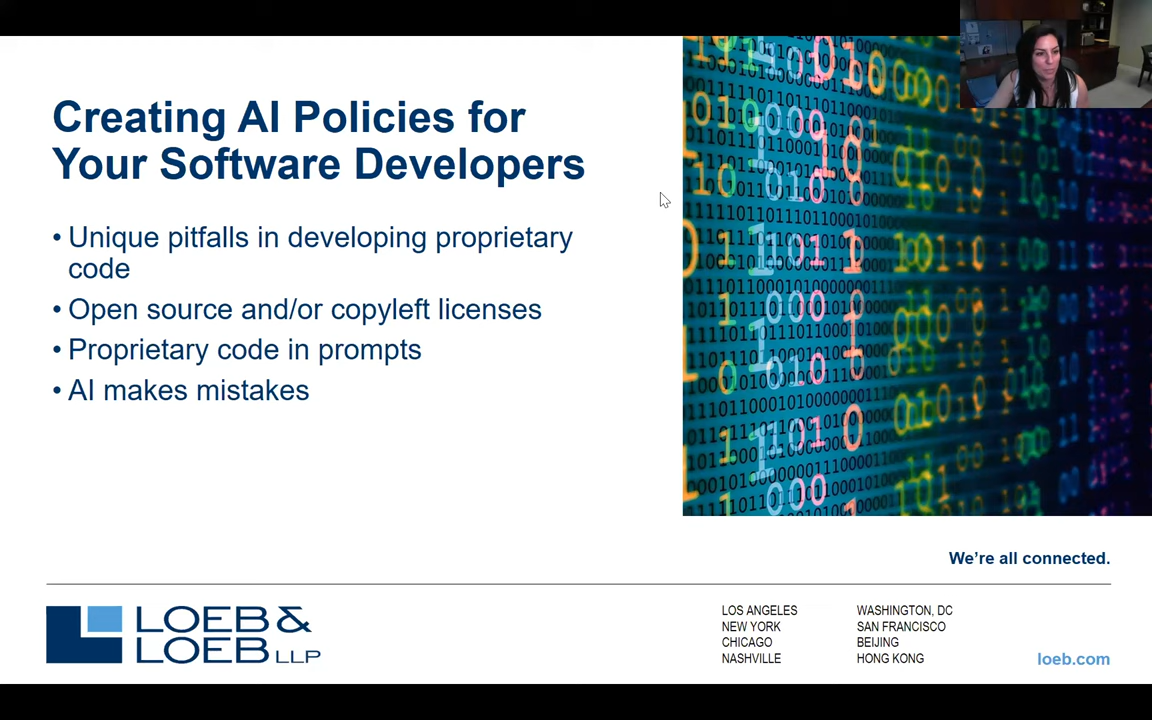 Creating AI Policies for
Your Software Developers
• Unique pitfalls in developing proprietary
code
• Open source and/or copyleft licenses
• Proprietary code in prompts
• AI makes mistakes
We're all connected.
LOEB &
LOEB LLP
LOS ANGELES
NEW YORK
CHICAGO
NASHVILLE
WASHINGTON, DC
SAN FRANCISCO
BEIJING
HONG KONG
loeb.com